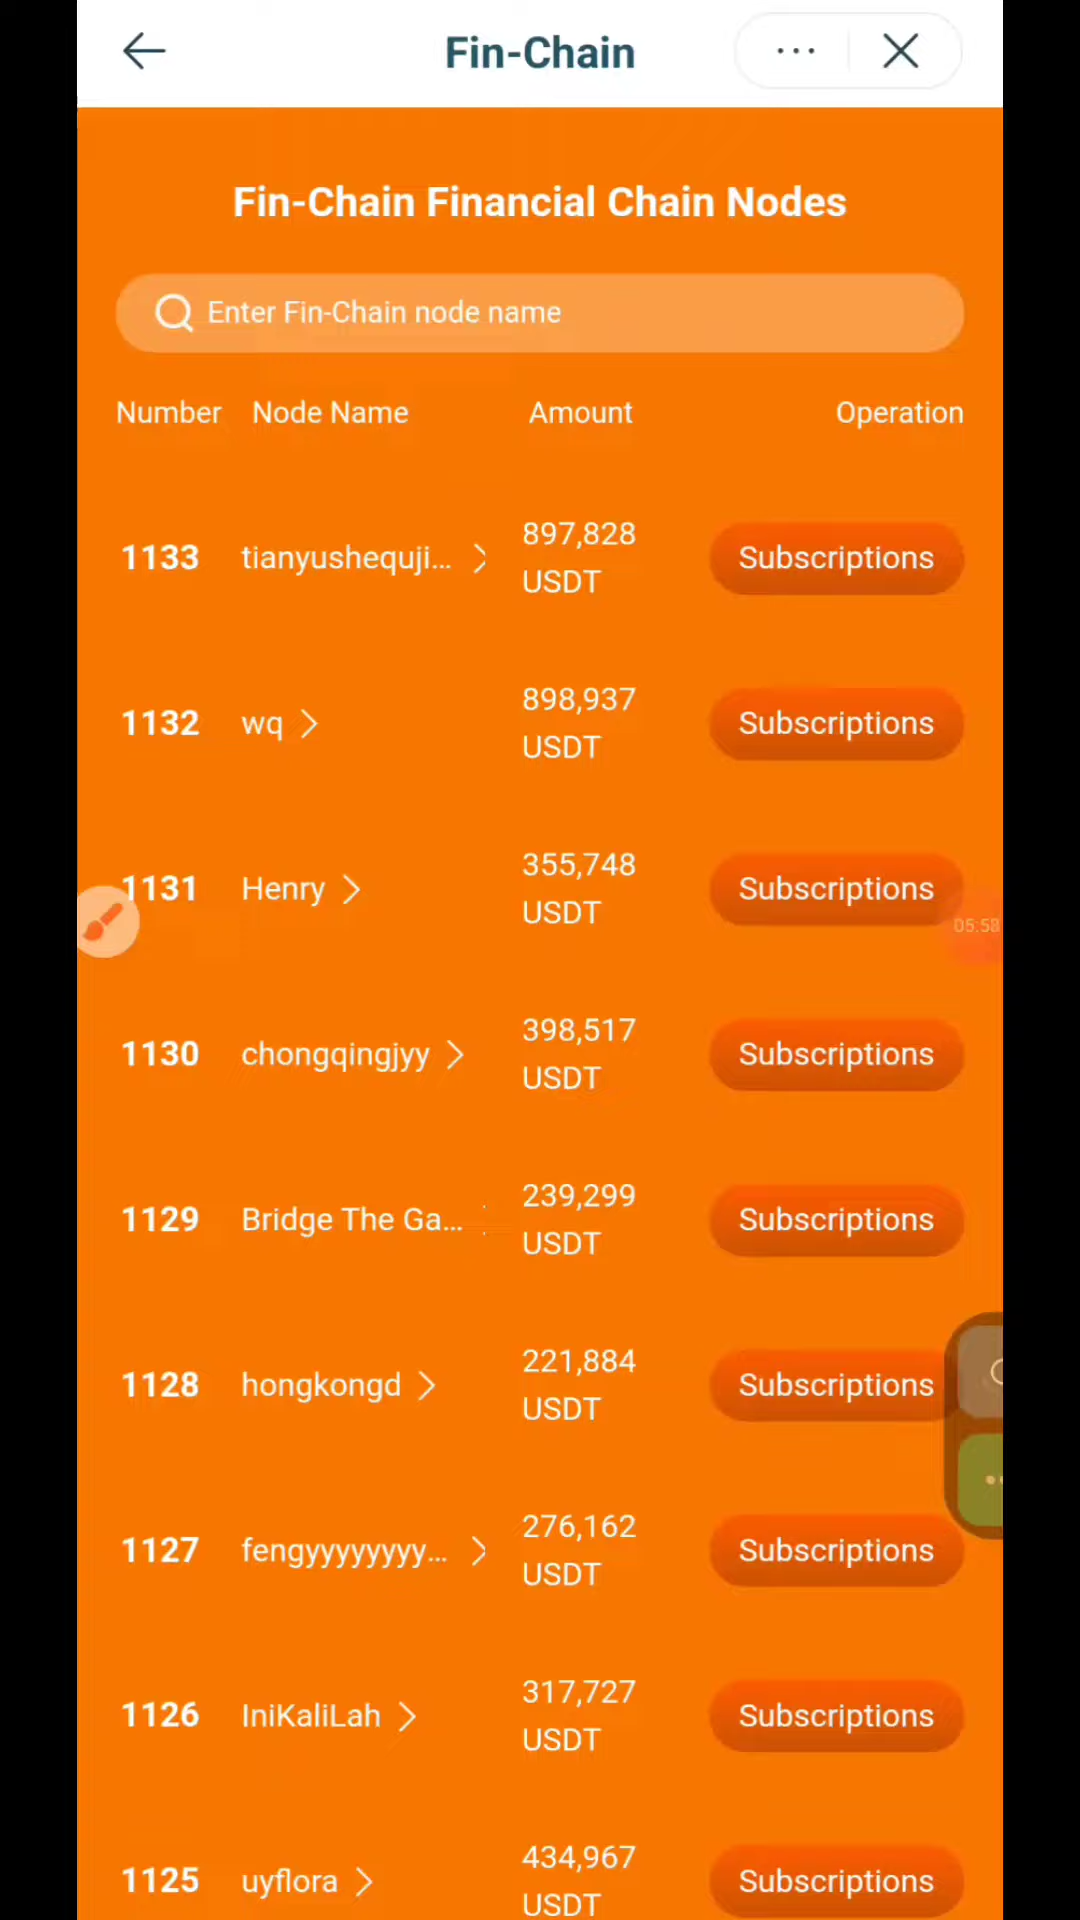 Fin-Chain
Fin-Chain Financial Chain Nodes
Enter Fin-Chain node name
Number Node Name Amount Operation
1133 tianyushequji... 897,828 USDT Subscriptions
1132 wq 898,937 USDT Subscriptions
1131 Henry 355,748 USDT Subscriptions
05:58
1130 chongqingjyy 398,517 USDT Subscriptions
1129 Bridge The Ga... 239,299 USDT Subscriptions
1128 hongkongd 221,884 USDT Subscriptions
1127 fengyyyyyyyy... 276,162 USDT Subscriptions
1126 IniKaliLah 317,727 USDT Subscriptions
1125 uyflora 434,967 USDT Subscriptions